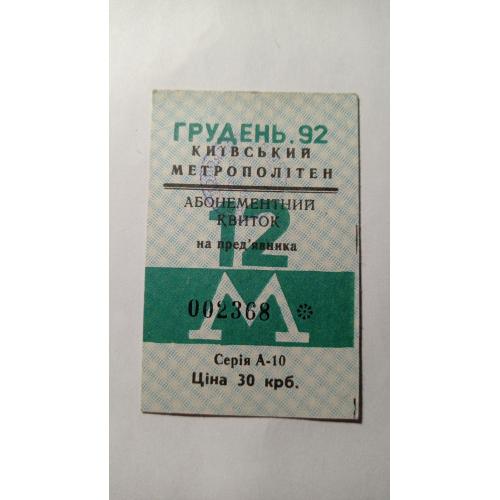 ГРУДЕНЬ.92
КИЇВСЬКИЙ
МЕТРОПОЛІТЕН
АБОНЕМЕНТНИЙ
КВИТОК
12
на пред'явника
002368 *
М
Серія А-10
Ціна 30 крб.